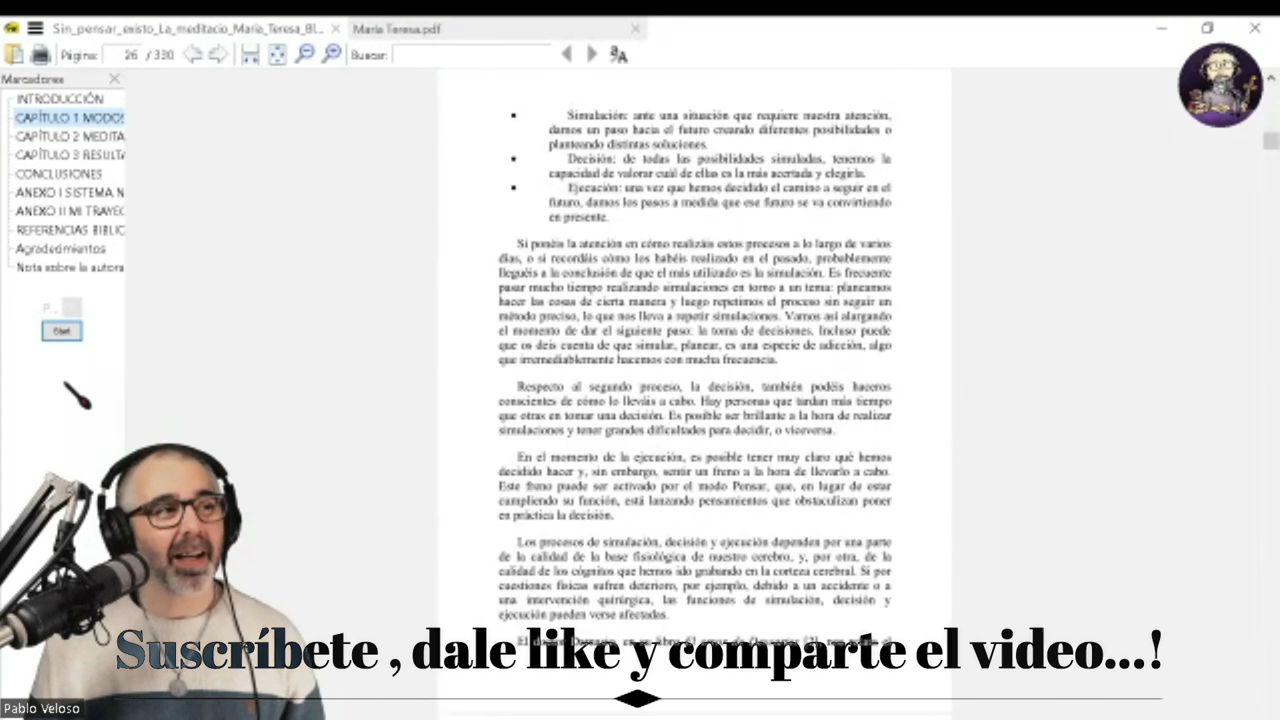 Sin_pensar_existo_La_meditacio_Maria_Teresa_Bl...
Maria Teresa.pdf
Página: 26 / 330
Buscar:
Marcadores
INTRODUCCIÓN
CAPÍTULO 1 MODOS
CAPÍTULO 2 MEDITA
CAPÍTULO 3 RESULTA
CONCLUSIONES
ANEXO I SISTEMA N
ANEXO II MI TRAYEC
REFERENCIAS BIBLIC
Agradecimientos
Nota sobre la autora
P...
Start
• Simulación: ante una situación que requiere nuestra atención,
damos un paso hacia el futuro creando diferentes posibilidades o
planteando distintas soluciones.
• Decisión: de todas las posibilidades simuladas, tenemos la
capacidad de valorar cuál de ellas es la más acertada y elegirla.
• Ejecución: una vez que hemos decidido el camino a seguir en el
futuro, damos los pasos a medida que ese futuro se va convirtiendo
en presente.
Si ponéis la atención en cómo realizáis estos procesos a lo largo de varios
días, o si recordáis cómo los habéis realizado en el pasado, probablemente
lleguéis a la conclusión de que el más utilizado es la simulación. Es frecuente
pasar mucho tiempo realizando simulaciones en torno a un tema: planeamos
hacer las cosas de cierta manera y luego repetimos el proceso sin seguir un
método preciso, lo que nos lleva a repetir simulaciones. Vamos así alargando
el momento de dar el siguiente paso: la toma de decisiones. Incluso puede
que os deis cuenta de que simular, planear, es una especie de adicción, algo
que irremediablemente hacemos con mucha frecuencia.
Respecto al segundo proceso, la decisión, también podéis haceros
conscientes de cómo lo lleváis a cabo. Hay personas que tardan más tiempo
que otras en tomar una decisión. Es posible ser brillante a la hora de realizar
simulaciones y tener grandes dificultades para decidir, o viceversa.
En el momento de la ejecución, es posible tener muy claro qué hemos
decidido hacer y, sin embargo, sentir un freno a la hora de llevarlo a cabo.
Este freno puede ser activado por el modo Pensar, que, en lugar de estar
cumpliendo su función, está lanzando pensamientos que obstaculizan poner
en práctica la decisión.
Los procesos de simulación, decisión y ejecución dependen por una parte
de la calidad de la base fisiológica de nuestro cerebro, y, por otra, de la
calidad de los cógnitos que hemos ido grabando en la corteza cerebral. Si por
cuestiones físicas sufren deterioro, por ejemplo, debido a un accidente o a
una intervención quirúrgica, las funciones de simulación, decisión y
ejecución pueden verse afectadas.
Suscríbete , dale like y comparte el video...!
Pablo Veloso